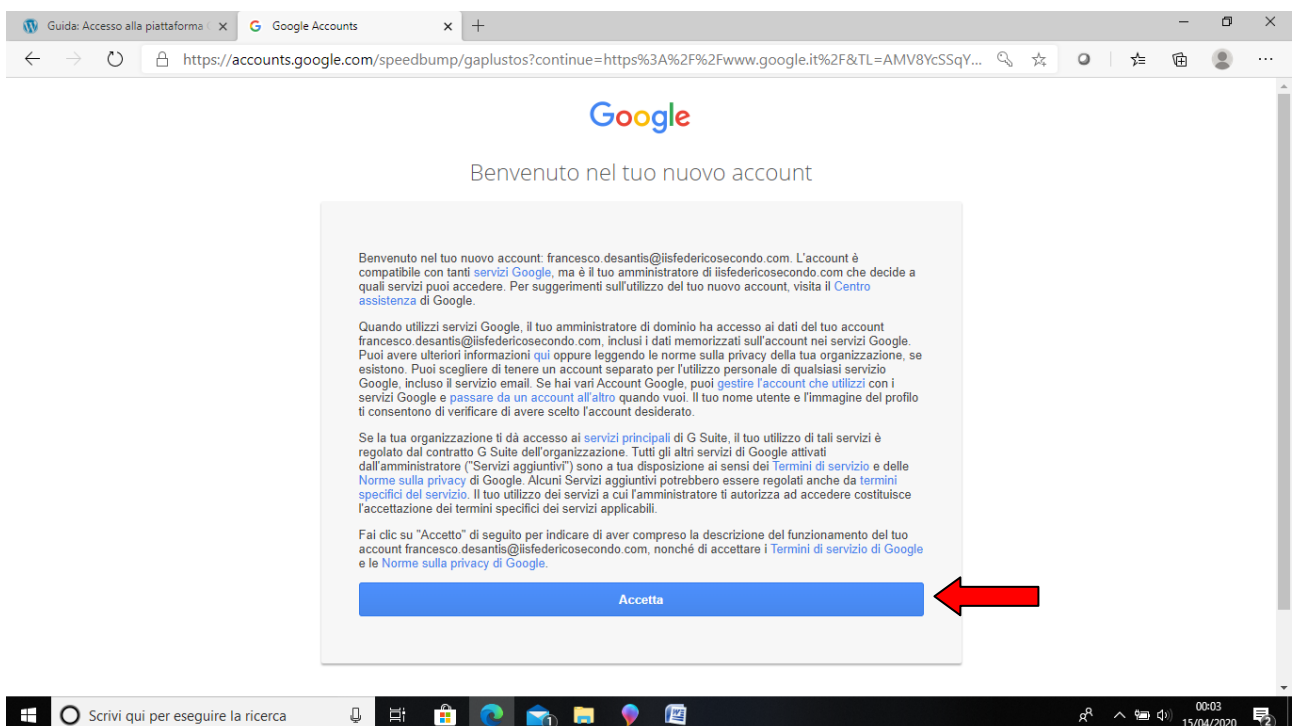 Guida: Accesso alla piattaforma
Google Accounts
https://accounts.google.com/speedbump/gaplustos?continue=https%3A%2F%2Fwww.google.it%2F&TL=AMV8YcSSqY...
Google
Benvenuto nel tuo nuovo account
Benvenuto nel tuo nuovo account: francesco.desantis@iisfedericosecondo.com. L'account è
compatibile con tanti servizi Google, ma è il tuo amministratore di iisfedericosecondo.com che decide a
quali servizi puoi accedere. Per suggerimenti sull'utilizzo del tuo nuovo account, visita il Centro
assistenza di Google.
Quando utilizzi servizi Google, il tuo amministratore di dominio ha accesso ai dati del tuo account
francesco.desantis@iisfedericosecondo.com, inclusi i dati memorizzati sull'account nei servizi Google.
Puoi avere ulteriori informazioni qui oppure leggendo le norme sulla privacy della tua organizzazione, se
esistono. Puoi scegliere di tenere un account separato per l'utilizzo personale di qualsiasi servizio
Google, incluso il servizio email. Se hai vari Account Google, puoi gestire l'account che utilizzi con i
servizi Google e passare da un account all'altro quando vuoi. Il tuo nome utente e l'immagine del profilo
ti consentono di verificare di avere scelto l'account desiderato.
Se la tua organizzazione ti dà accesso ai servizi principali di G Suite, il tuo utilizzo di tali servizi è
regolato dal contratto G Suite dell'organizzazione. Tutti gli altri servizi di Google attivati
dall'amministratore ("Servizi aggiuntivi") sono a tua disposizione ai sensi dei Termini di servizio e delle
Norme sulla privacy di Google. Alcuni Servizi aggiuntivi potrebbero essere regolati anche da termini
specifici del servizio. Il tuo utilizzo dei servizi a cui l'amministratore ti autorizza ad accedere costituisce
l'accettazione dei termini specifici dei servizi applicabili.
Fai clic su "Accetto" di seguito per indicare di aver compreso la descrizione del funzionamento del tuo
account francesco.desantis@iisfedericosecondo.com, nonché di accettare i Termini di servizio di Google
e le Norme sulla privacy di Google.
Accetta
Scrivi qui per eseguire la ricerca
00:03
15/04/2020